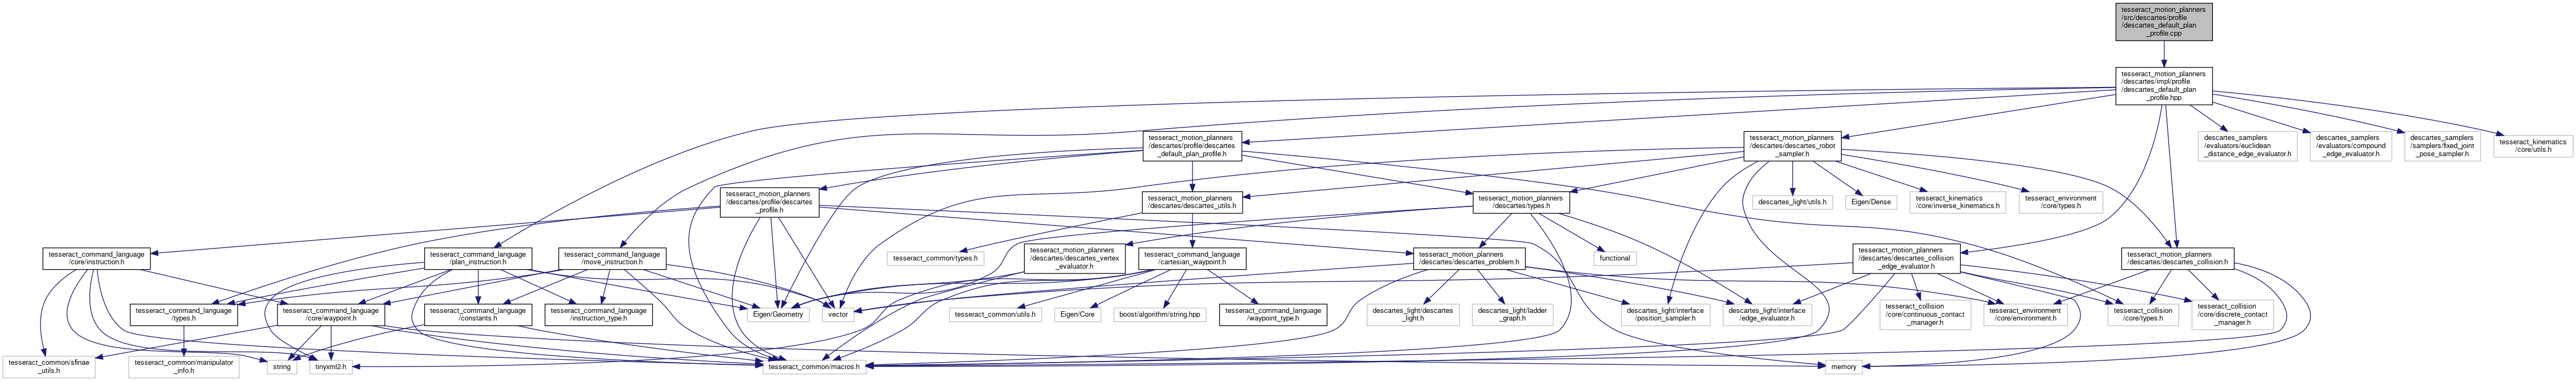 tesseract_motion_planners
/src/descartes/profile
/descartes_default_plan
_profile.cpp
tesseract_motion_planners
/descartes/impl/profile
/descartes_default_plan
_profile.hpp
tesseract_motion_planners
/descartes/profile/descartes
_default_plan_profile.h
tesseract_motion_planners
/descartes/descartes_robot
_sampler.h
descartes_samplers
/evaluators/euclidean
_distance_edge_evaluator.h
descartes_samplers
/evaluators/compound
_edge_evaluator.h
descartes_samplers
/samplers/fixed_joint
_pose_sampler.h
tesseract_kinematics
/core/utils.h
tesseract_motion_planners
/descartes/profile/descartes
_profile.h
tesseract_motion_planners
/descartes/descartes_utils.h
tesseract_motion_planners
/descartes/types.h
descartes_light/utils.h
Eigen/Dense
tesseract_kinematics
/core/inverse_kinematics.h
tesseract_environment
/core/types.h
tesseract_command_language
/core/instruction.h
tesseract_command_language
/plan_instruction.h
tesseract_command_language
/move_instruction.h
tesseract_common/types.h
tesseract_motion_planners
/descartes/descartes_vertex
_evaluator.h
tesseract_command_language
/cartesian_waypoint.h
tesseract_motion_planners
/descartes/descartes_problem.h
functional
tesseract_motion_planners
/descartes/descartes_collision
_edge_evaluator.h
tesseract_motion_planners
/descartes/descartes_collision.h
tesseract_command_language
/types.h
tesseract_command_language
/core/waypoint.h
tesseract_command_language
/constants.h
tesseract_command_language
/instruction_type.h
Eigen/Geometry
vector
tesseract_common/utils.h
Eigen/Core
boost/algorithm/string.hpp
tesseract_command_language
/waypoint_type.h
descartes_light/descartes
_light.h
descartes_light/ladder
_graph.h
descartes_light/interface
/position_sampler.h
descartes_light/interface
/edge_evaluator.h
tesseract_collision
/core/continuous_contact
_manager.h
tesseract_environment
/core/environment.h
tesseract_collision
/core/types.h
tesseract_collision
/core/discrete_contact
_manager.h
tesseract_common/sfinae
_utils.h
tesseract_common/manipulator
_info.h
string
tinyxml2.h
tesseract_common/macros.h
memory